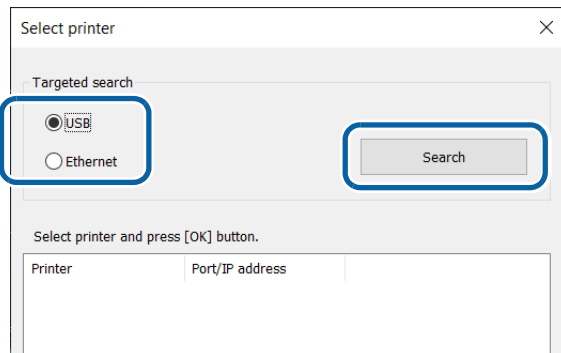 Select printer
Targeted search
USB
Ethernet
Search
Select printer and press [OK] button.
Printer Port/IP address